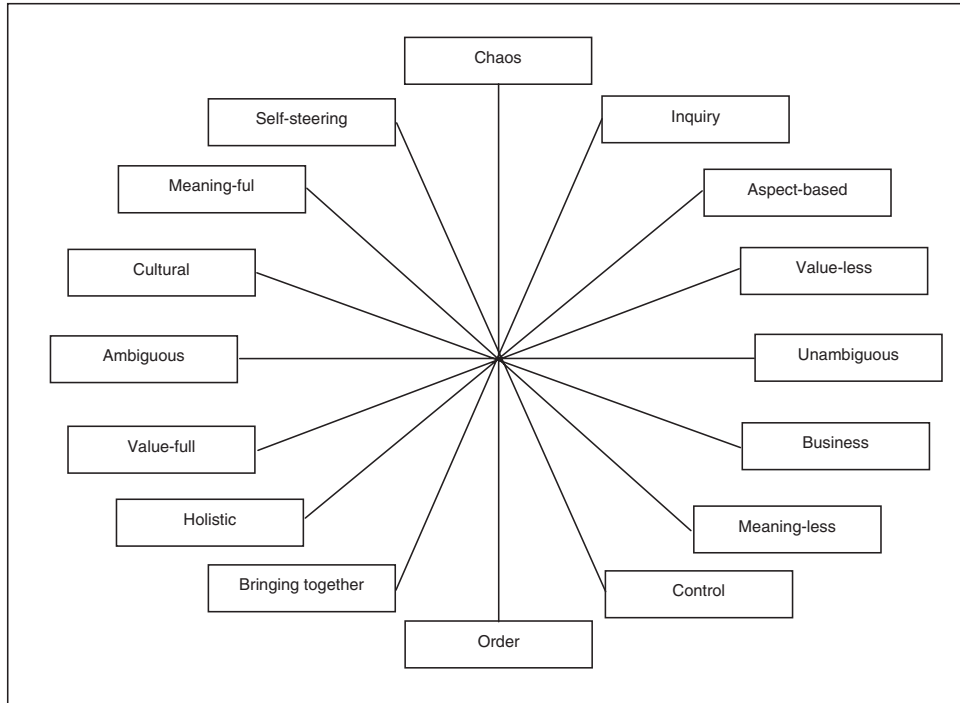 Chaos
Self-steering
Inquiry
Meaning-ful
Aspect-based
Cultural
Value-less
Ambiguous
Unambiguous
Value-full
Business
Holistic
Meaning-less
Bringing together
Control
Order